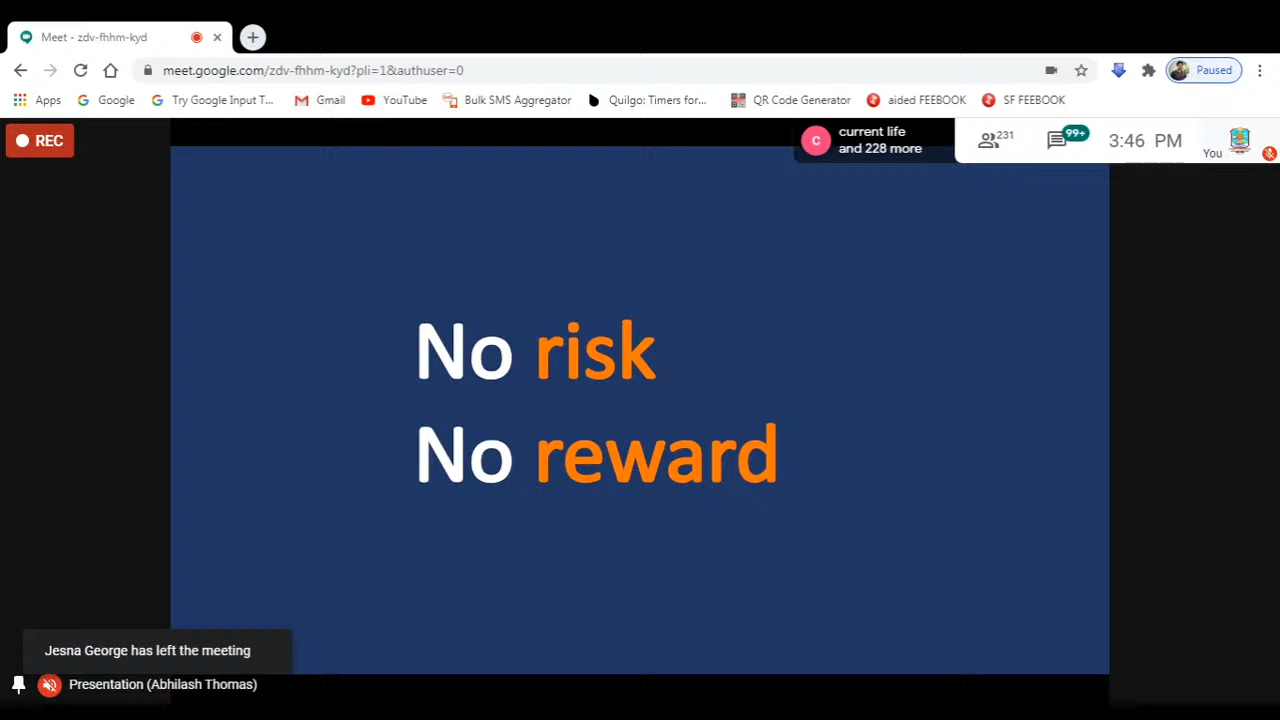 Meet - zdv-fhhm-kyd
meet.google.com/zdv-fhhm-kyd?pli=1&authuser=0
Paused
Apps
Google
Try Google Input T...
Gmail
YouTube
Bulk SMS Aggregator
Quilgo: Timers for...
QR Code Generator
aided FEEBOOK
SF FEEBOOK
REC
C
current life
and 228 more
231
99+
3:46 PM
You
No risk
No reward
Jesna George has left the meeting
Presentation (Abhilash Thomas)